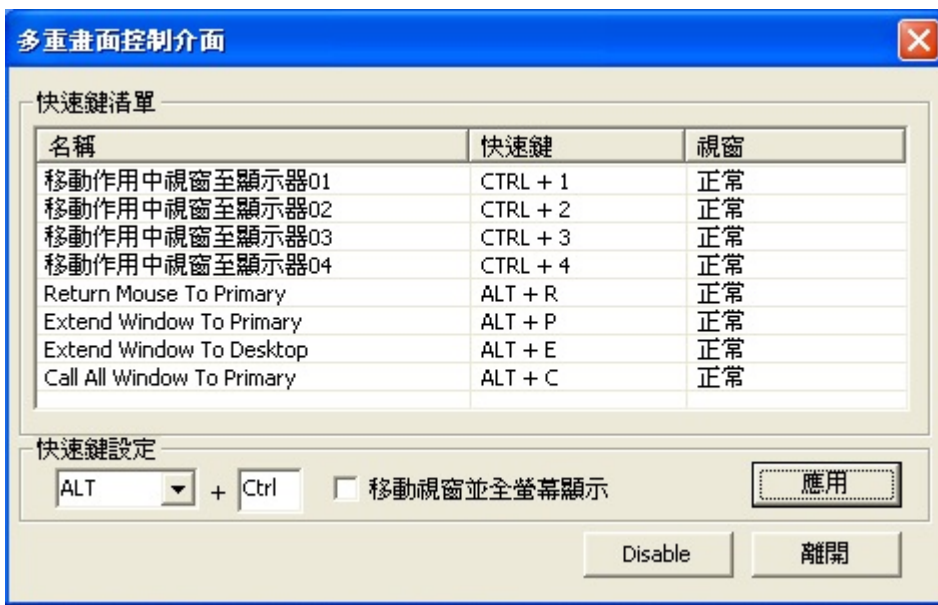 多重畫面控制介面
快速鍵清單
名稱 快速鍵 視窗
移動作用中視窗至顯示器01 CTRL + 1 正常
移動作用中視窗至顯示器02 CTRL + 2 正常
移動作用中視窗至顯示器03 CTRL + 3 正常
移動作用中視窗至顯示器04 CTRL + 4 正常
Return Mouse To Primary ALT + R 正常
Extend Window To Primary ALT + P 正常
Extend Window To Desktop ALT + E 正常
Call All Window To Primary ALT + C 正常
快速鍵設定
ALT + Ctrl 移動視窗並全螢幕顯示 應用
Disable 離開